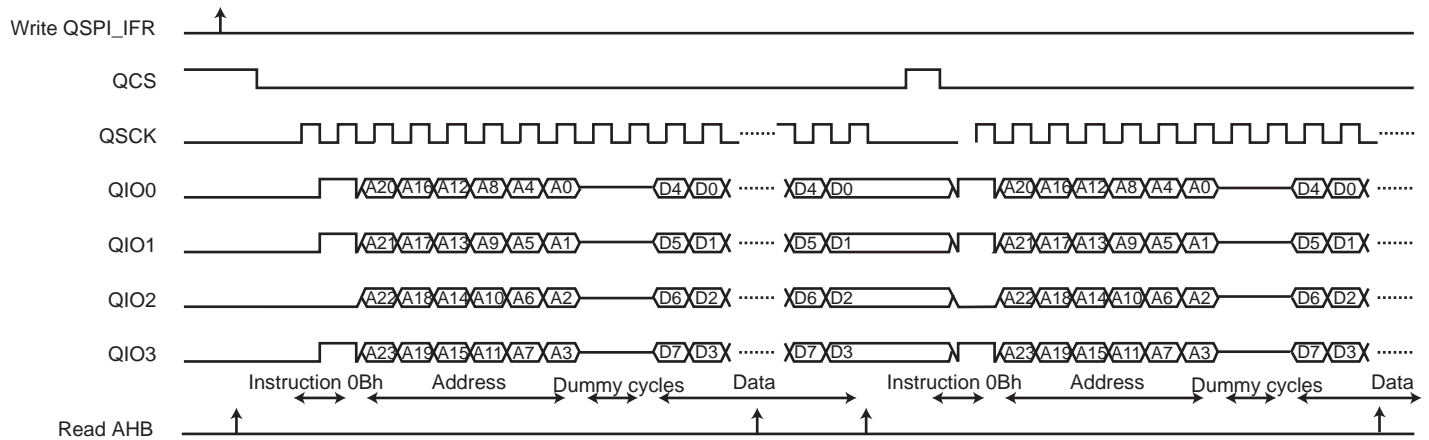 Write QSPI_IFR
QCS
QSCK
QIO0 A20 A16 A12 A8 A4 A0 D4 D0 D4 D0 A20 A16 A12 A8 A4 A0 D4 D0
QIO1 A21 A17 A13 A9 A5 A1 D5 D1 D5 D1 A21 A17 A13 A9 A5 A1 D5 D1
QIO2 A22 A18 A14 A10 A6 A2 D6 D2 D6 D2 A22 A18 A14 A10 A6 A2 D6 D2
QIO3 A23 A19 A15 A11 A7 A3 D7 D3 D7 D3 A23 A19 A15 A11 A7 A3 D7 D3
Instruction 0Bh Address Dummy cycles Data Instruction 0Bh Address Dummy cycles Data
Read AHB